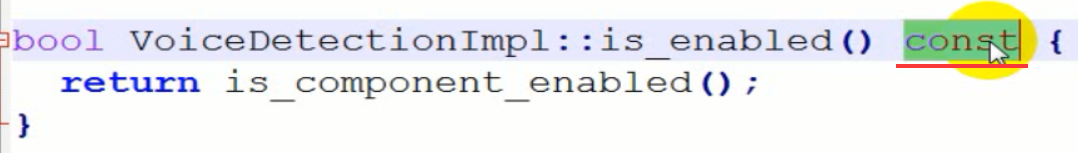 bool VoiceDetectionImpl::is_enabled() const {
  return is_component_enabled();
}